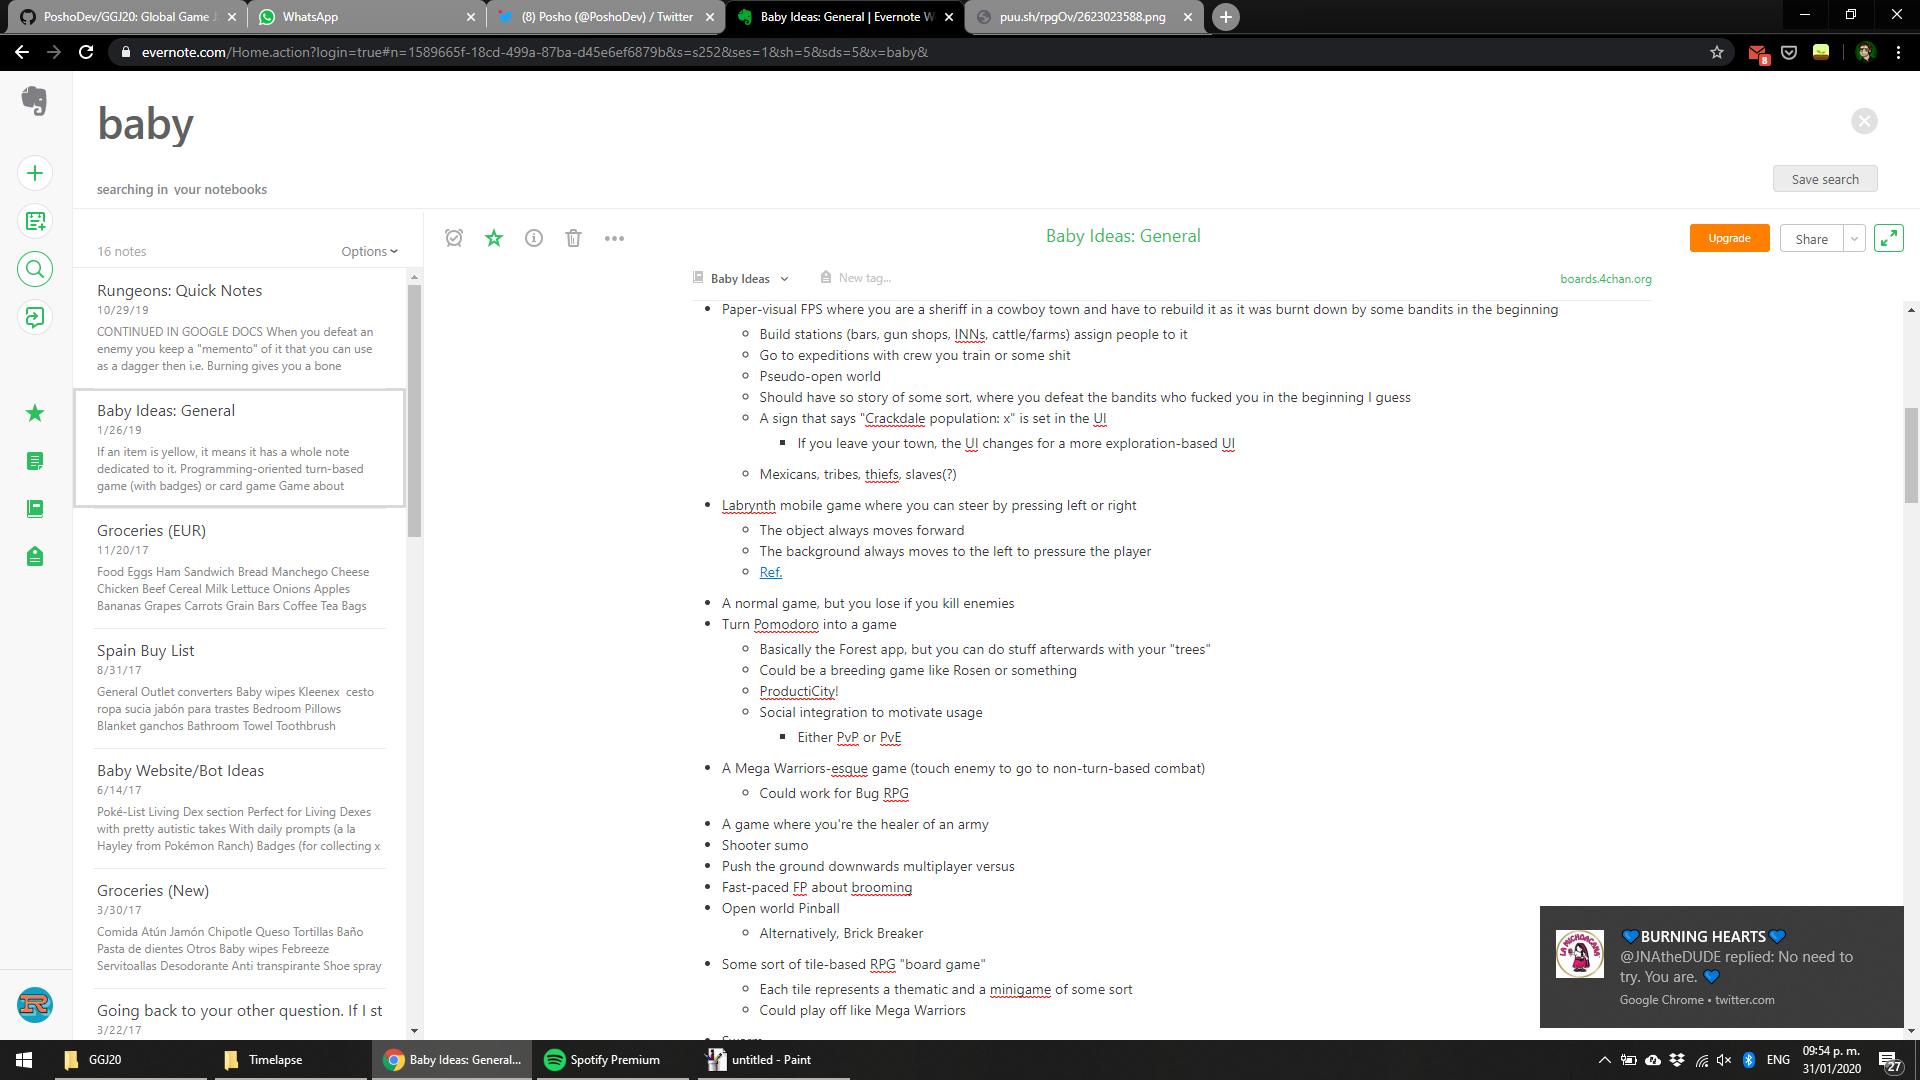 PoshoDev/GGJ20: Global Game J
WhatsApp
(8) Posho (@PoshoDev) / Twitter
Baby Ideas: General | Evernote W
puu.sh/rpgOv/2623023588.png
evernote.com/Home.action?login=true#n=1589665f-18cd-499a-87ba-d45e6ef6879b&s=s252&ses=1&sh=5&sds=5&x=baby&
8
baby
searching in your notebooks
Save search
16 notes
Options
Rungeons: Quick Notes
10/29/19
CONTINUED IN GOOGLE DOCS When you defeat an
enemy you keep a "memento" of it that you can use
as a dagger then i.e. Burning gives you a bone
Baby Ideas: General
1/26/19
If an item is yellow, it means it has a whole note
dedicated to it. Programming-oriented turn-based
game (with badges) or card game Game about
Groceries (EUR)
11/20/17
Food Eggs Ham Sandwich Bread Manchego Cheese
Chicken Beef Cereal Milk Lettuce Onions Apples
Bananas Grapes Carrots Grain Bars Coffee Tea Bags
Spain Buy List
8/31/17
General Outlet converters Baby wipes Kleenex cesto
ropa sucia jabón para trastes Bedroom Pillows
Blanket ganchos Bathroom Towel Toothbrush
Baby Website/Bot Ideas
6/14/17
Poké-List Living Dex section Perfect for Living Dexes
with pretty autistic takes With daily prompts (a la
Hayley from Pokémon Ranch) Badges (for collecting x
Groceries (New)
3/30/17
Comida Atún Jamón Chipotle Queso Tortillas Baño
Pasta de dientes Otros Baby wipes Febreeze
Servitoallas Desodorante Anti transpirante Shoe spray
Going back to your other question. If I st
3/22/17
Baby Ideas: General
Upgrade
Share
Baby Ideas
New tag...
boards.4chan.org
Paper-visual FPS where you are a sheriff in a cowboy town and have to rebuild it as it was burnt down by some bandits in the beginning
Build stations (bars, gun shops, INNs, cattle/farms) assign people to it
Go to expeditions with crew you train or some shit
Pseudo-open world
Should have so story of some sort, where you defeat the bandits who fucked you in the beginning I guess
A sign that says "Crackdale population: x" is set in the UI
If you leave your town, the UI changes for a more exploration-based UI
Mexicans, tribes, thiefs, slaves(?)
Labrynth mobile game where you can steer by pressing left or right
The object always moves forward
The background always moves to the left to pressure the player
Ref.
A normal game, but you lose if you kill enemies
Turn Pomodoro into a game
Basically the Forest app, but you can do stuff afterwards with your "trees"
Could be a breeding game like Rosen or something
ProductiCity!
Social integration to motivate usage
Either PvP or PvE
A Mega Warriors-esque game (touch enemy to go to non-turn-based combat)
Could work for Bug RPG
A game where you're the healer of an army
Shooter sumo
Push the ground downwards multiplayer versus
Fast-paced FP about brooming
Open world Pinball
Alternatively, Brick Breaker
Some sort of tile-based RPG "board game"
Each tile represents a thematic and a minigame of some sort
Could play off like Mega Warriors
LA MICHOACANA
💙BURNING HEARTS💙
@JNAtheDUDE replied: No need to
try. You are. 💙
Google Chrome • twitter.com
GGJ20
Timelapse
Baby Ideas: General...
Spotify Premium
untitled - Paint
ENG
09:54 p. m.
31/01/2020
27